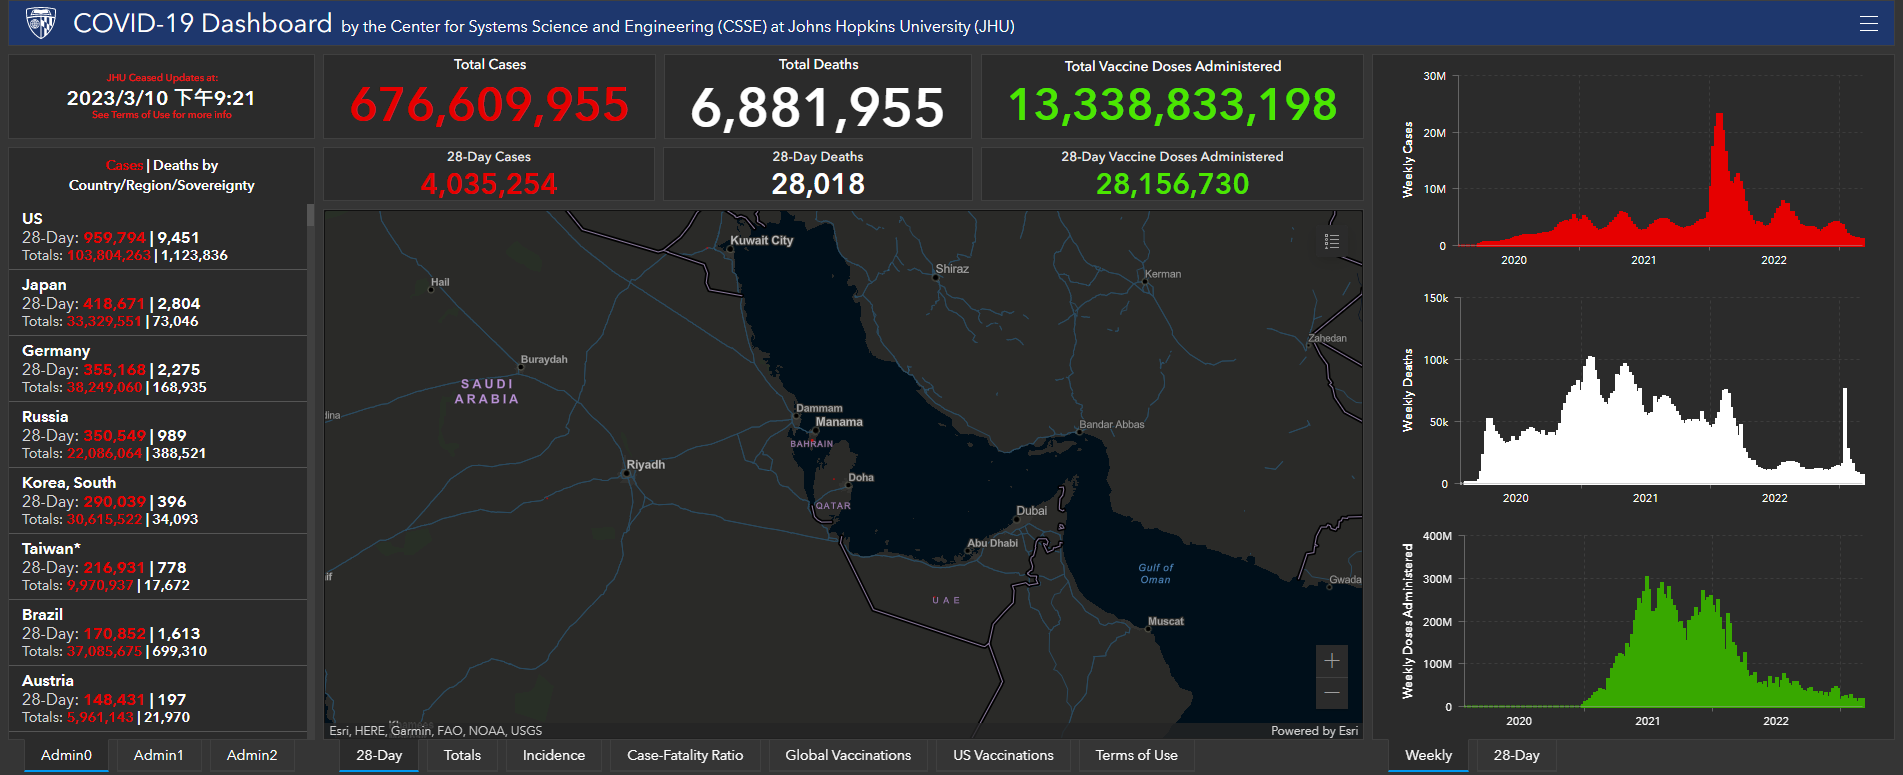 COVID-19 Dashboard by the Center for Systems Science and Engineering (CSSE) at Johns Hopkins University (JHU)
JHU Ceased Updates at:
2023/3/10 下午9:21
See Terms of Use for more info
Total Cases
676,609,955
Total Deaths
6,881,955
Total Vaccine Doses Administered
13,338,833,198
28-Day Cases
4,035,254
28-Day Deaths
28,018
28-Day Vaccine Doses Administered
28,156,730
Cases | Deaths by
Country/Region/Sovereignty
US
28-Day: 959,794 | 9,451
Totals: 103,804,263 | 1,123,836
Japan
28-Day: 418,671 | 2,804
Totals: 33,329,551 | 73,046
Germany
28-Day: 355,168 | 2,275
Totals: 38,249,060 | 168,935
Russia
28-Day: 350,549 | 989
Totals: 22,086,064 | 388,521
Korea, South
28-Day: 290,039 | 396
Totals: 30,615,522 | 34,093
Taiwan*
28-Day: 216,931 | 778
Totals: 9,970,937 | 17,672
Brazil
28-Day: 170,852 | 1,613
Totals: 37,085,675 | 699,310
Austria
28-Day: 148,431 | 197
Totals: 5,961,143 | 21,970
Admin0
Admin1
Admin2
Kuwait City
Shiraz
Kerman
Hail
Zahedan
Buraydah
SAUDI
ARABIA
dina
Dammam
Manama
BAHRAIN
Bandar Abbas
Riyadh
Doha
QATAR
Dubai
Abu Dhabi
Gulf of
Oman
Gwada
UAE
Muscat
if
Esri, HERE, Garmin, FAO, NOAA, USGS
Powered by Esri
28-Day
Totals
Incidence
Case-Fatality Ratio
Global Vaccinations
US Vaccinations
Terms of Use
Weekly Cases
30M
20M
10M
0
2020
2021
2022
Weekly Deaths
150k
100k
50k
0
2020
2021
2022
Weekly Doses Administered
400M
300M
200M
100M
0
2020
2021
2022
Weekly
28-Day